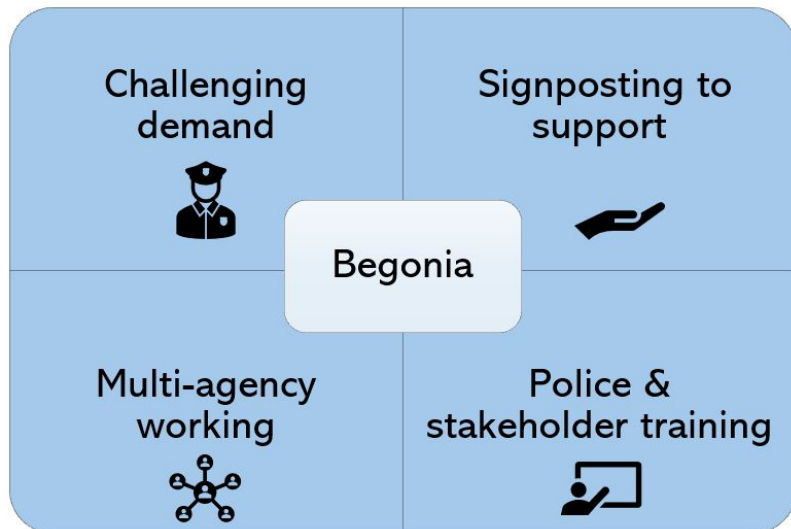 Challenging
demand
Signposting to
support
Begonia
Multi-agency
working
Police &
stakeholder training